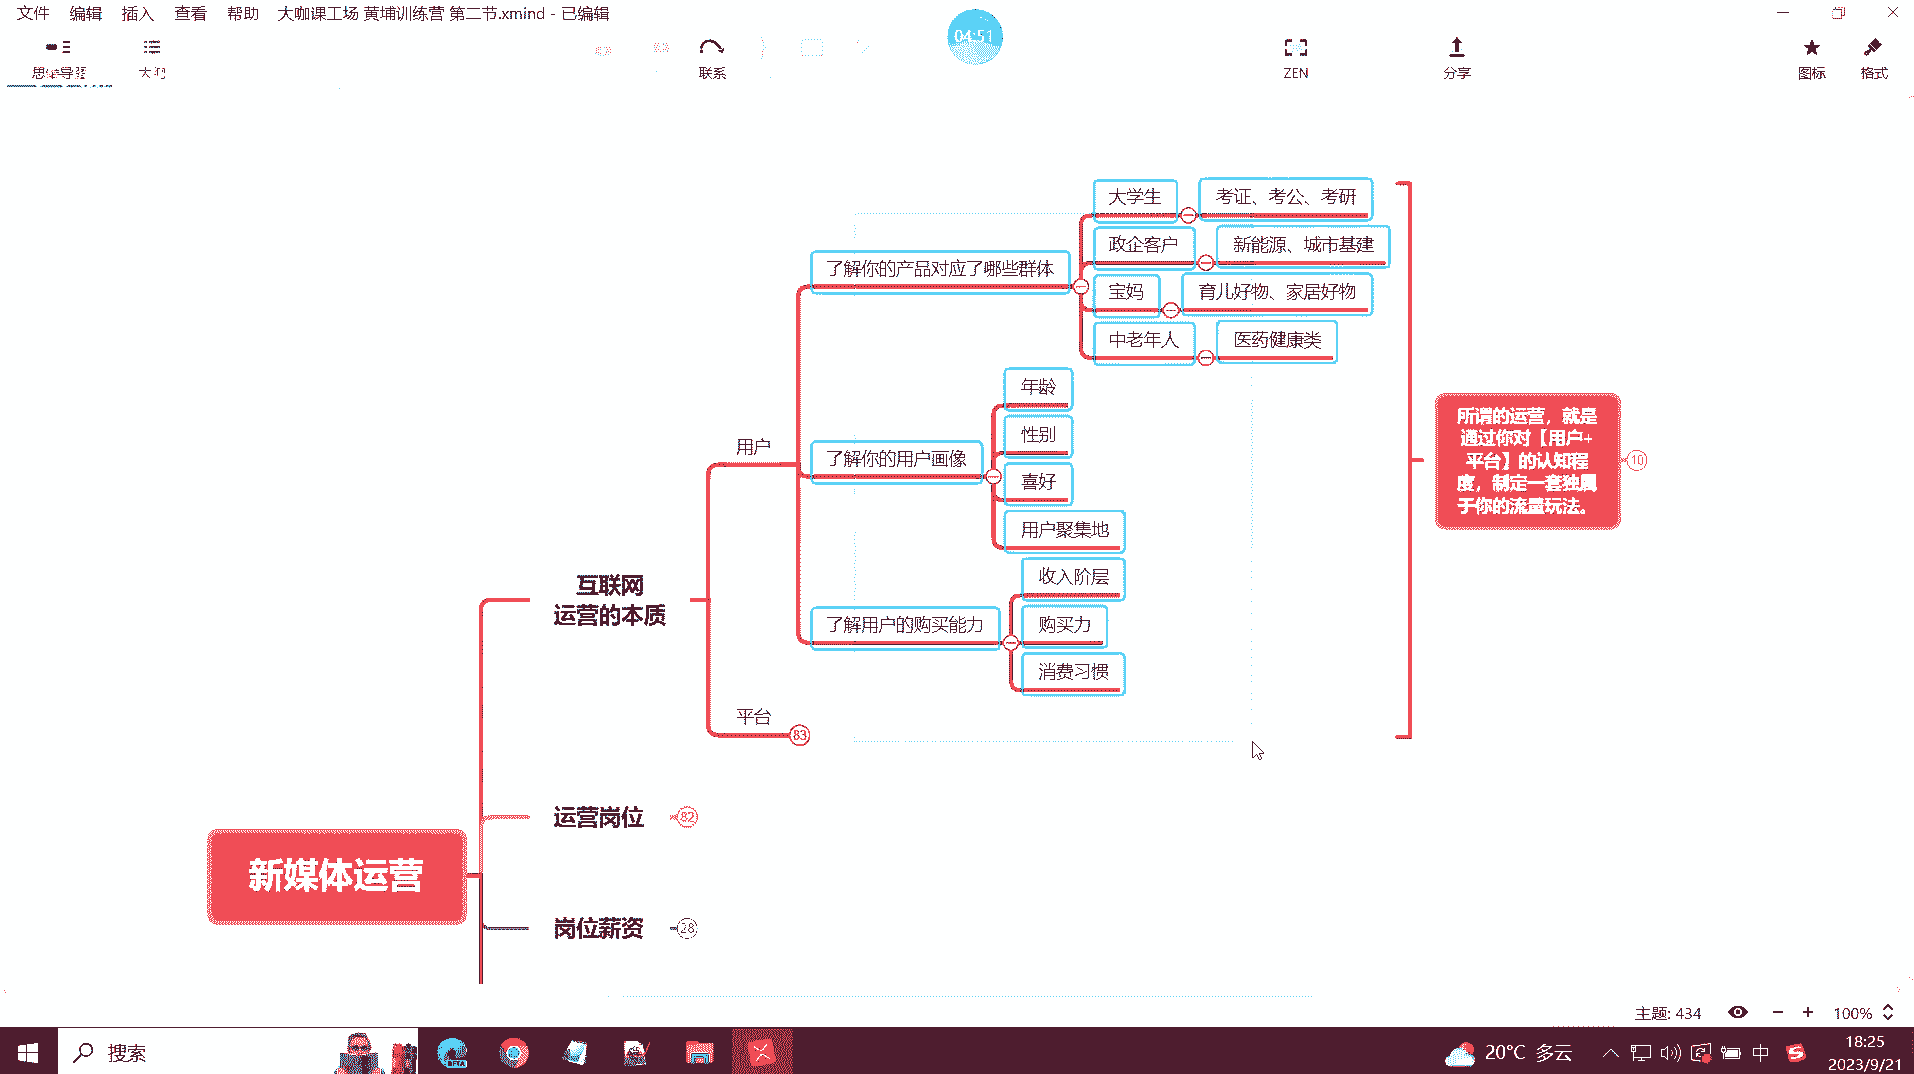 文件 编辑 插入 查看 帮助 大咖课工场 黄埔训练营 第二节.xmind - 已编辑
04:51
思维导图
联系
ZEN
分享
图标
格式
大学生
考证、考公、考研
政企客户
新能源、城市基建
了解你的产品对应了哪些群体
宝妈
育儿好物、家居好物
中老年人
医药健康类
年龄
性别
用户
了解你的用户画像
喜好
用户聚集地
所谓的运营，就是
通过你对【用户+
平台】的认知程
度，制定一套独属
于你的流量玩法。
10
收入阶层
互联网
运营的本质
了解用户的购买能力
购买力
消费习惯
平台
83
运营岗位
82
新媒体运营
岗位薪资
28
主题: 434
100%
搜索
BETA
20°C 多云
中
18:25
2023/9/21